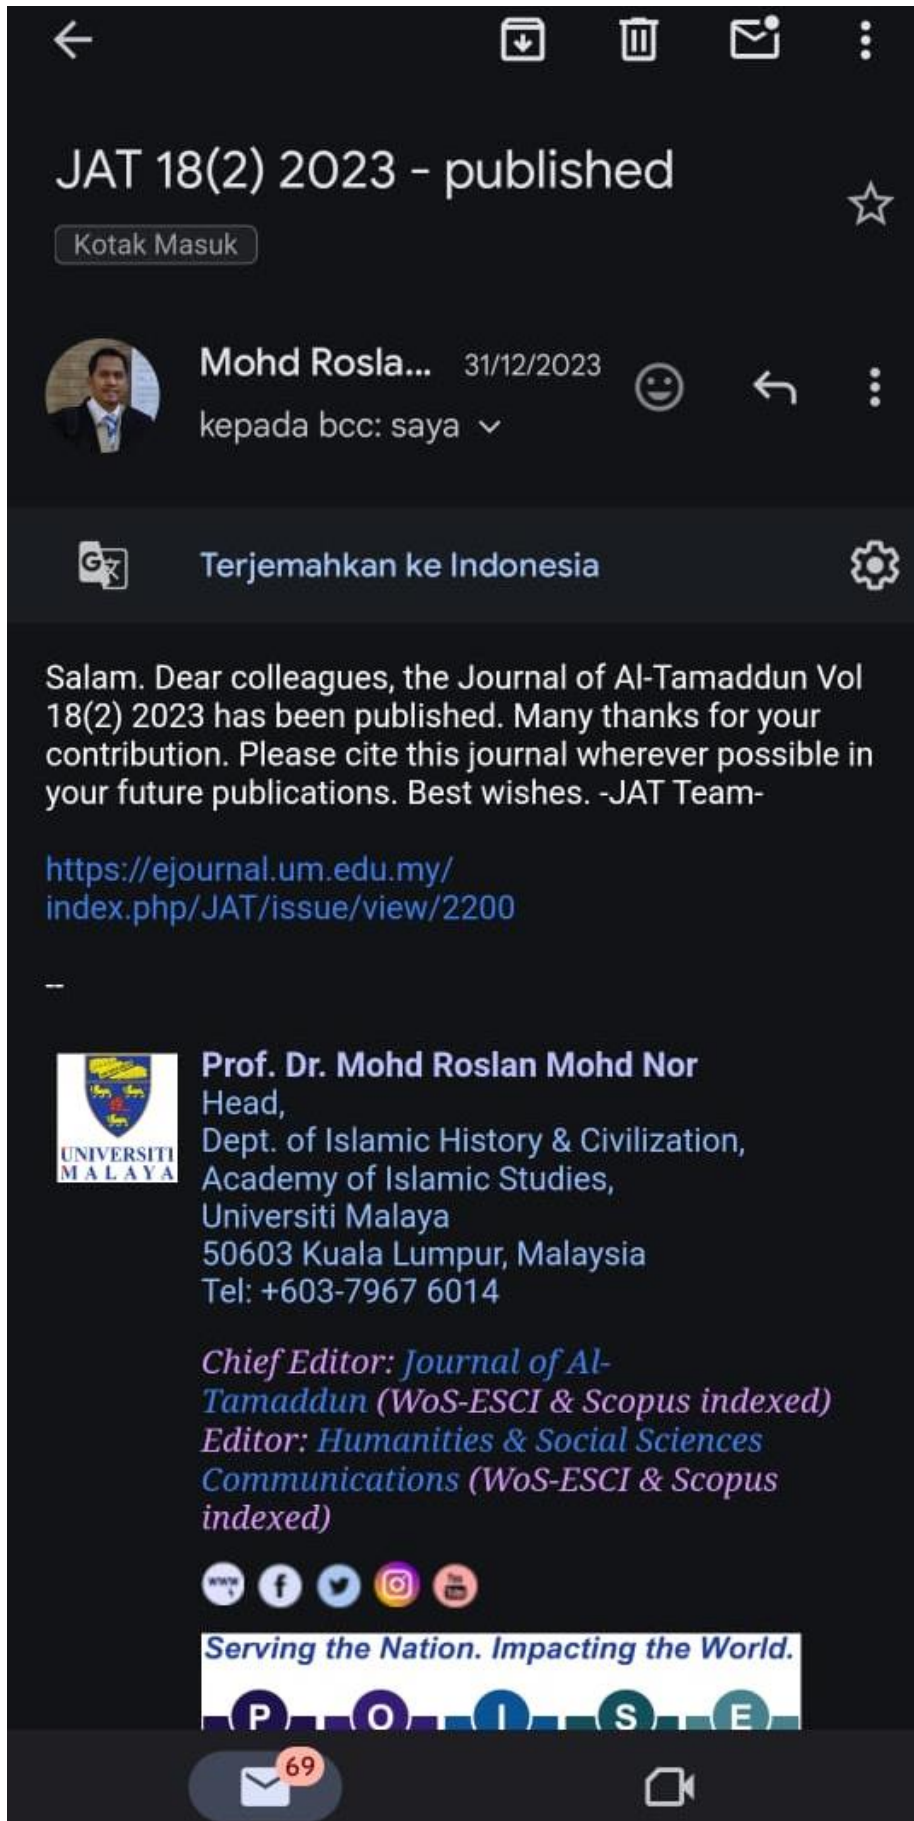 JAT 18(2) 2023 - published
Kotak Masuk
Mohd Rosla... 31/12/2023
kepada bcc: saya
Terjemahkan ke Indonesia
Salam. Dear colleagues, the Journal of Al-Tamaddun Vol
18(2) 2023 has been published. Many thanks for your
contribution. Please cite this journal wherever possible in
your future publications. Best wishes. -JAT Team-
https://ejournal.um.edu.my/
index.php/JAT/issue/view/2200
--
UNIVERSITI
MALAYA
Prof. Dr. Mohd Roslan Mohd Nor
Head,
Dept. of Islamic History & Civilization,
Academy of Islamic Studies,
Universiti Malaya
50603 Kuala Lumpur, Malaysia
Tel: +603-7967 6014
Chief Editor: Journal of Al-
Tamaddun (WoS-ESCI & Scopus indexed)
Editor: Humanities & Social Sciences
Communications (WoS-ESCI & Scopus
indexed)
www
You Tube
Serving the Nation. Impacting the World.
P O I S E
69